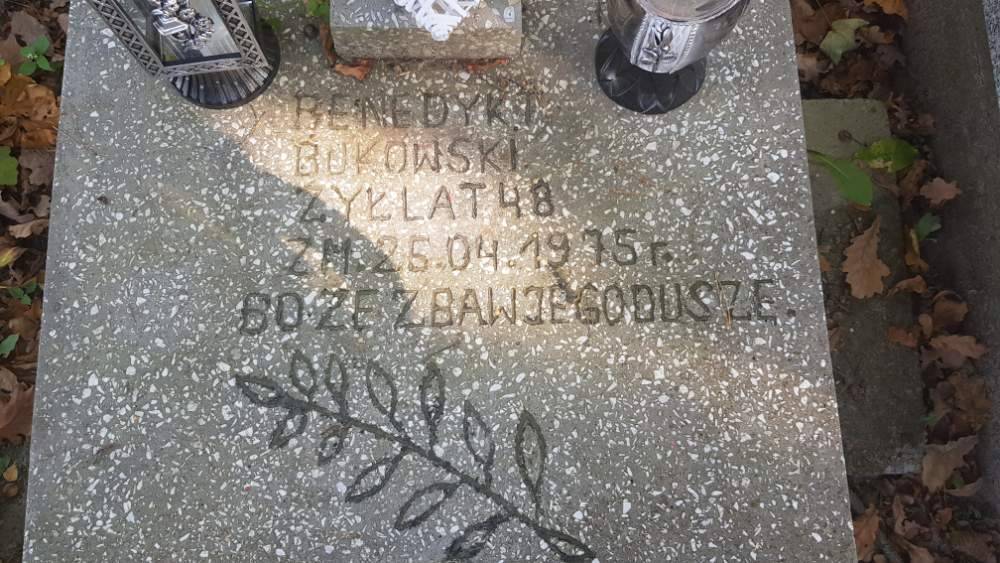 BENEDYKT
BUKOWSKI
ŻYŁ LAT 48
ZM. 25.04.1975 r.
BOŻE ZBAW JEGO DUSZE.